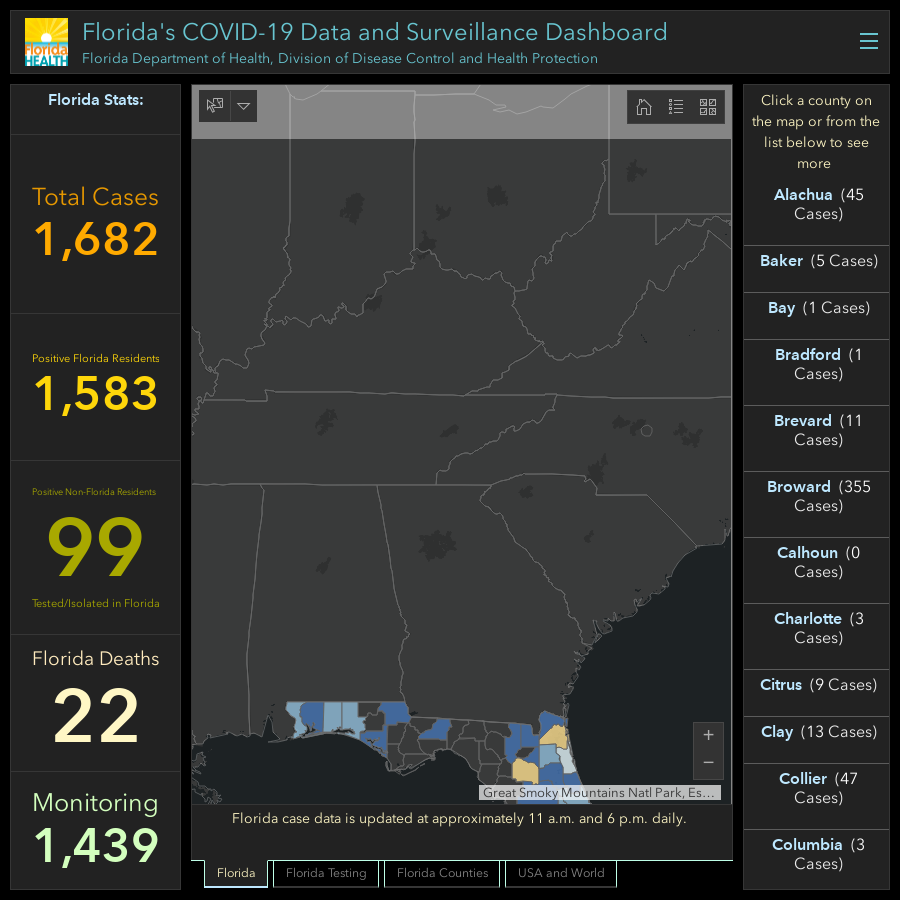 Florida HEALTH
Florida's COVID-19 Data and Surveillance Dashboard
Florida Department of Health, Division of Disease Control and Health Protection
Florida Stats:
Total Cases
1,682
Positive Florida Residents
1,583
Positive Non-Florida Residents
99
Tested/Isolated in Florida
Florida Deaths
22
Monitoring
1,439
+
−
Great Smoky Mountains Natl Park, Es…
Florida case data is updated at approximately 11 a.m. and 6 p.m. daily.
Florida
Florida Testing
Florida Counties
USA and World
Click a county on
the map or from the
list below to see
more
Alachua (45
Cases)
Baker (5 Cases)
Bay (1 Cases)
Bradford (1
Cases)
Brevard (11
Cases)
Broward (355
Cases)
Calhoun (0
Cases)
Charlotte (3
Cases)
Citrus (9 Cases)
Clay (13 Cases)
Collier (47
Cases)
Columbia (3
Cases)